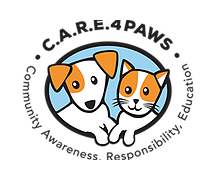 • C.A.R.E.4PAWS •
Community Awareness, Responsibility, Education